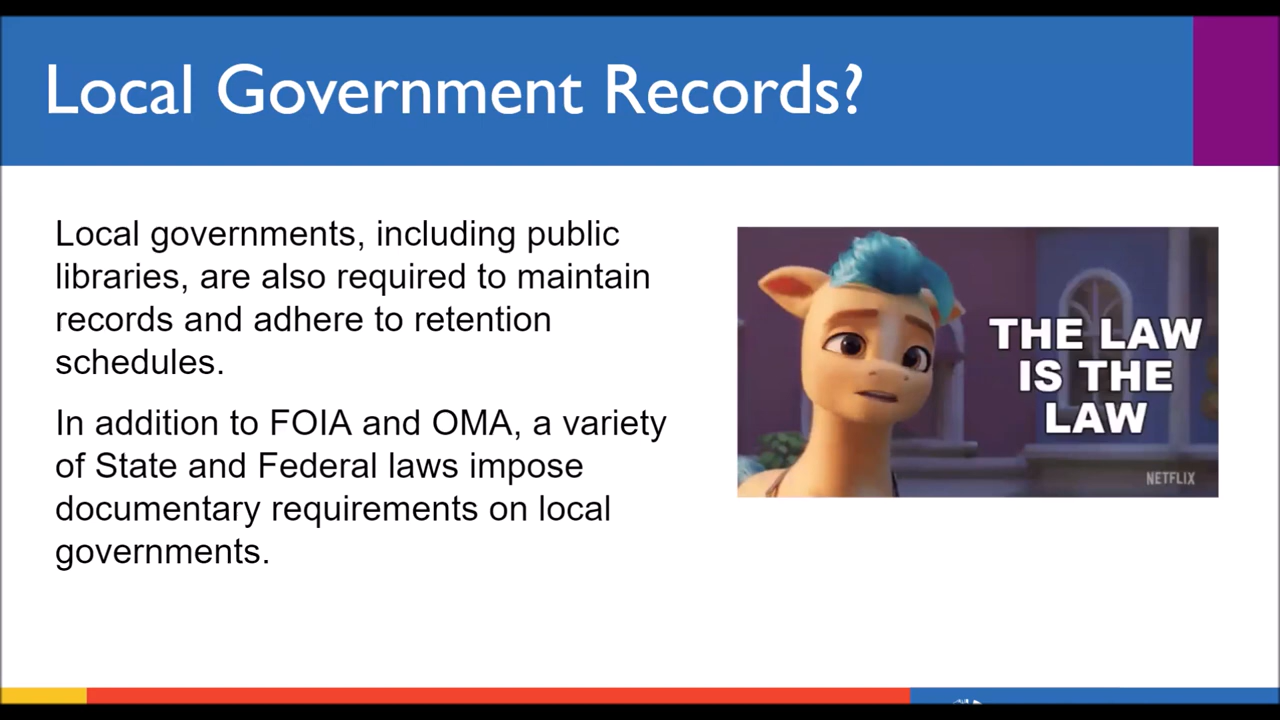 Local Government Records?
Local governments, including public
libraries, are also required to maintain
records and adhere to retention
schedules.
In addition to FOIA and OMA, a variety
of State and Federal laws impose
documentary requirements on local
governments.
THE LAW
IS THE
LAW
NETFLIX